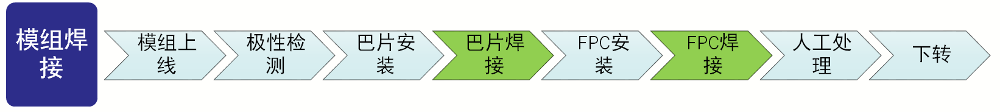 模组焊
接
模组上
线
极性检
测
巴片安
装
巴片焊
接
FPC安
装
FPC焊
接
人工处
理
下转